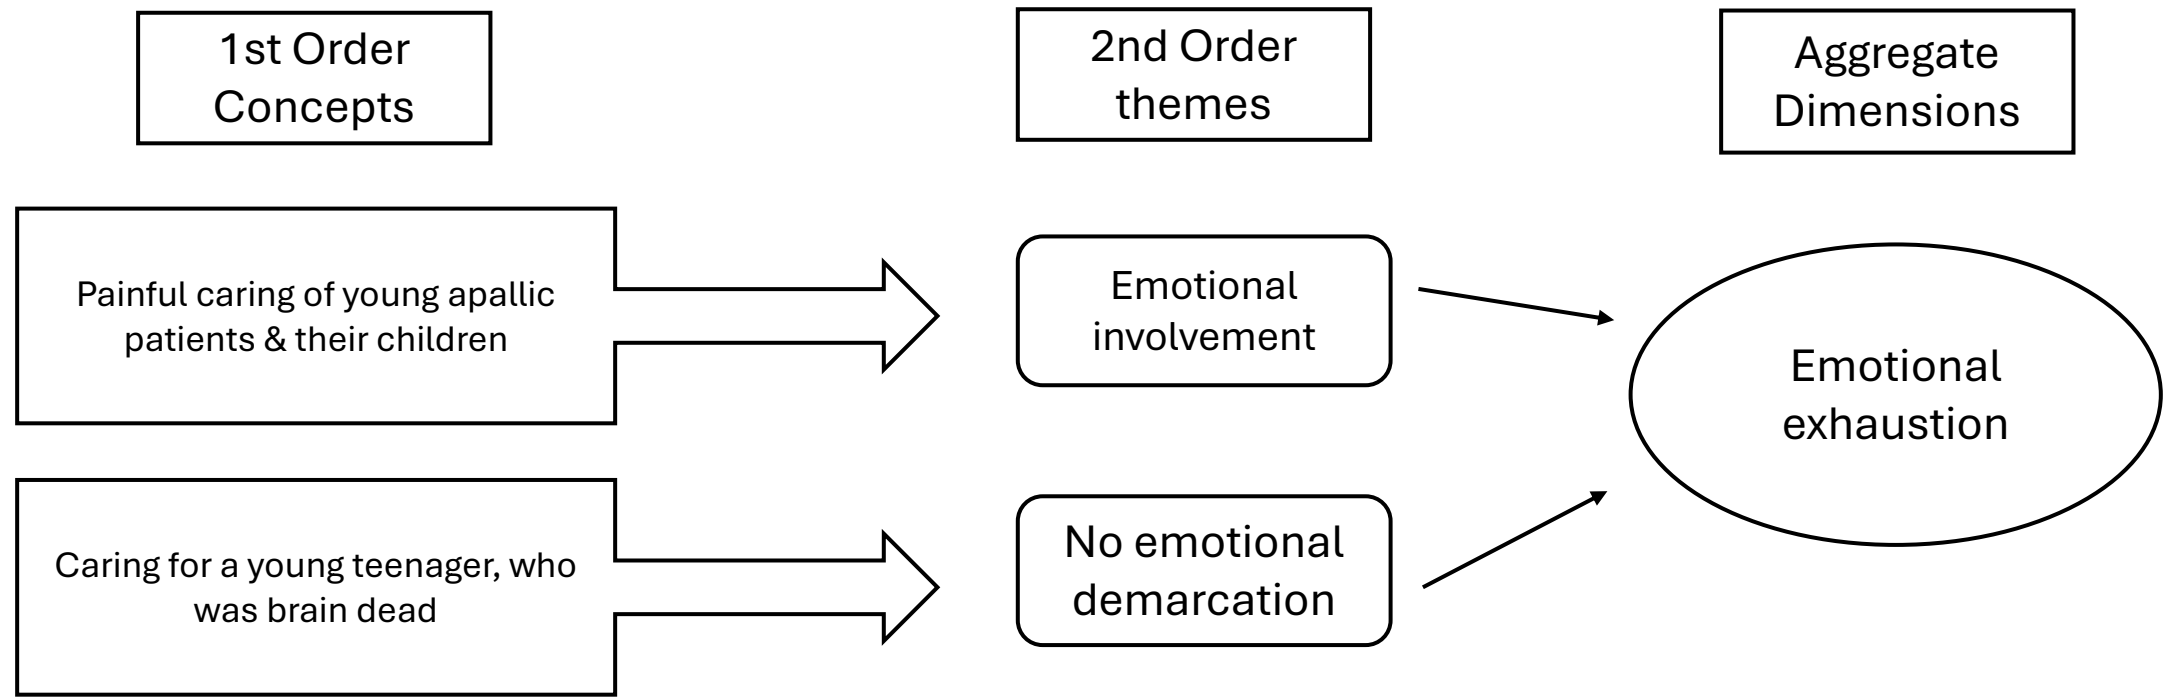 1st Order
Concepts
2nd Order
themes
Aggregate
Dimensions
Painful caring of young apallic
patients & their children
Emotional
involvement
Emotional
exhaustion
Caring for a young teenager, who
was brain dead
No emotional
demarcation